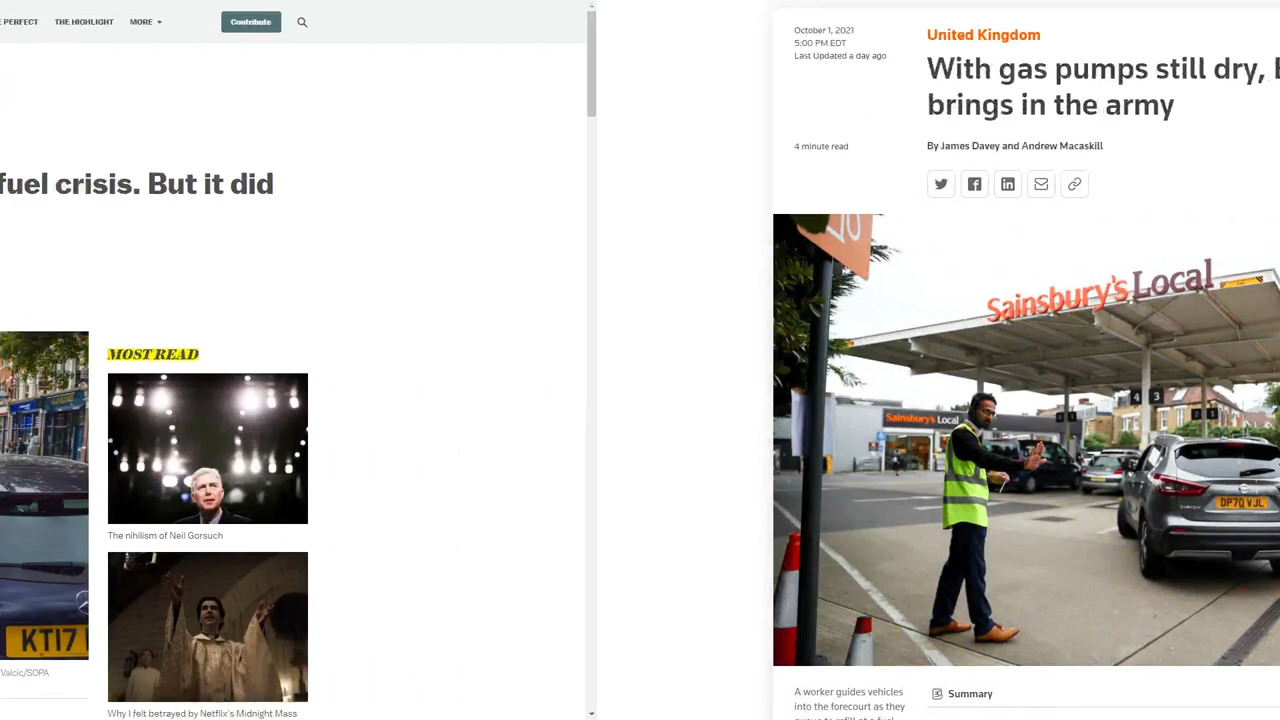 E PERFECT
THE HIGHLIGHT
MORE
Contribute
fuel crisis. But it did
MOST READ
The nihilism of Neil Gorsuch
KT17
Valcic/SOPA
Why I felt betrayed by Netflix's Midnight Mass
October 1, 2021
5:00 PM EDT
Last Updated a day ago
4 minute read
United Kingdom
With gas pumps still dry,
brings in the army
By James Davey and Andrew Macaskill
Sainsbury's Local
Sainsbury's Local
4 3
DP70 VJL
A worker guides vehicles
into the forecourt as they
Summary